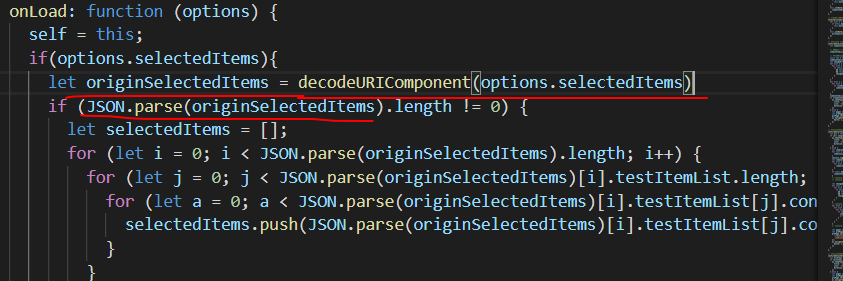 onLoad: function (options) {
self = this;
if(options.selectedItems){
let originSelectedItems = decodeURIComponent(options.selectedItems)
if (JSON.parse(originSelectedItems).length != 0) {
let selectedItems = [];
for (let i = 0; i < JSON.parse(originSelectedItems).length; i++) {
for (let j = 0; j < JSON.parse(originSelectedItems)[i].testItemList.length;
for (let a = 0; a < JSON.parse(originSelectedItems)[i].testItemList[j].con
selectedItems.push(JSON.parse(originSelectedItems)[i].testItemList[j].co
}
}